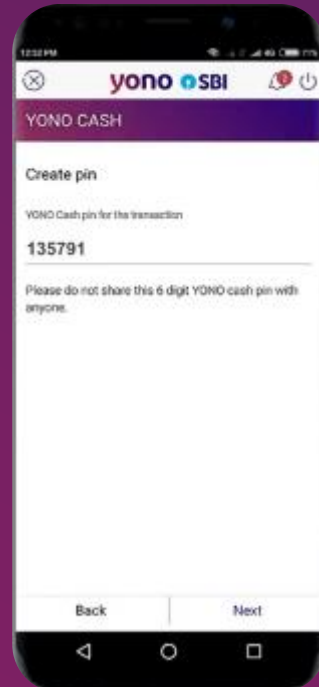 12:52 PM
yono SBI
YONO CASH
Create pin
YONO Cash pin for the transaction
135791
Please do not share this 6 digit YONO cash pin with
anyone.
Back Next